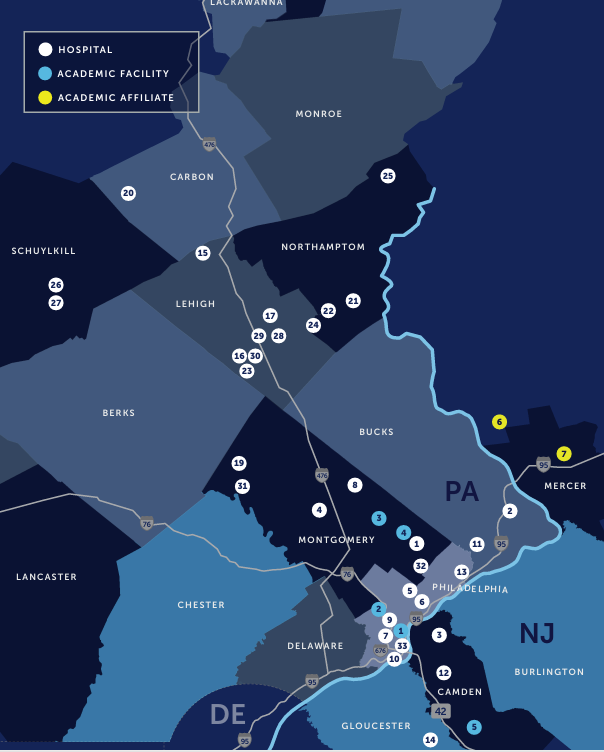 LACKAWANNA
HOSPITAL
ACADEMIC FACILITY
ACADEMIC AFFILIATE
MONROE
476
CARBON
25
20
NORTHAMPTOM
SCHUYLKILL
15
26
27
LEHIGH
21
22
17
24
29 28
16 30
23
BERKS
BUCKS
6
7
19
95
476
8
31
MERCER
PA
4
2
3
76
4
MONTGOMERY
1
11
95
32
76
13
LANCASTER
PHILADELPHIA
5
6
CHESTER
2
9
95
1
7
3
NJ
DELAWARE
33
676
10
12
BURLINGTON
95
CAMDEN
DE
42
GLOUCESTER
5
95
14